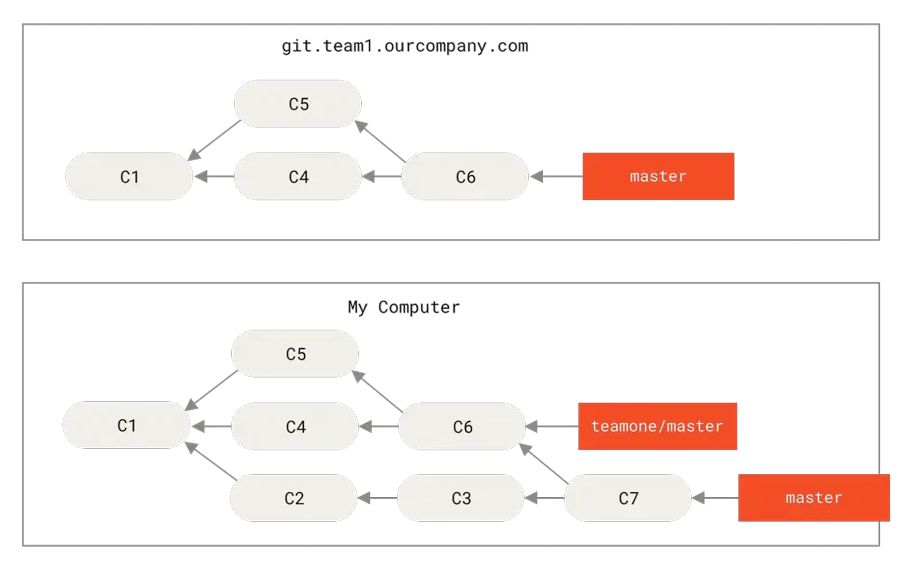 git.team1.ourcompany.com
C5
C1
C4
C6
master
My Computer
C5
C1
C4
C6
teamone/master
C2
C3
C7
master